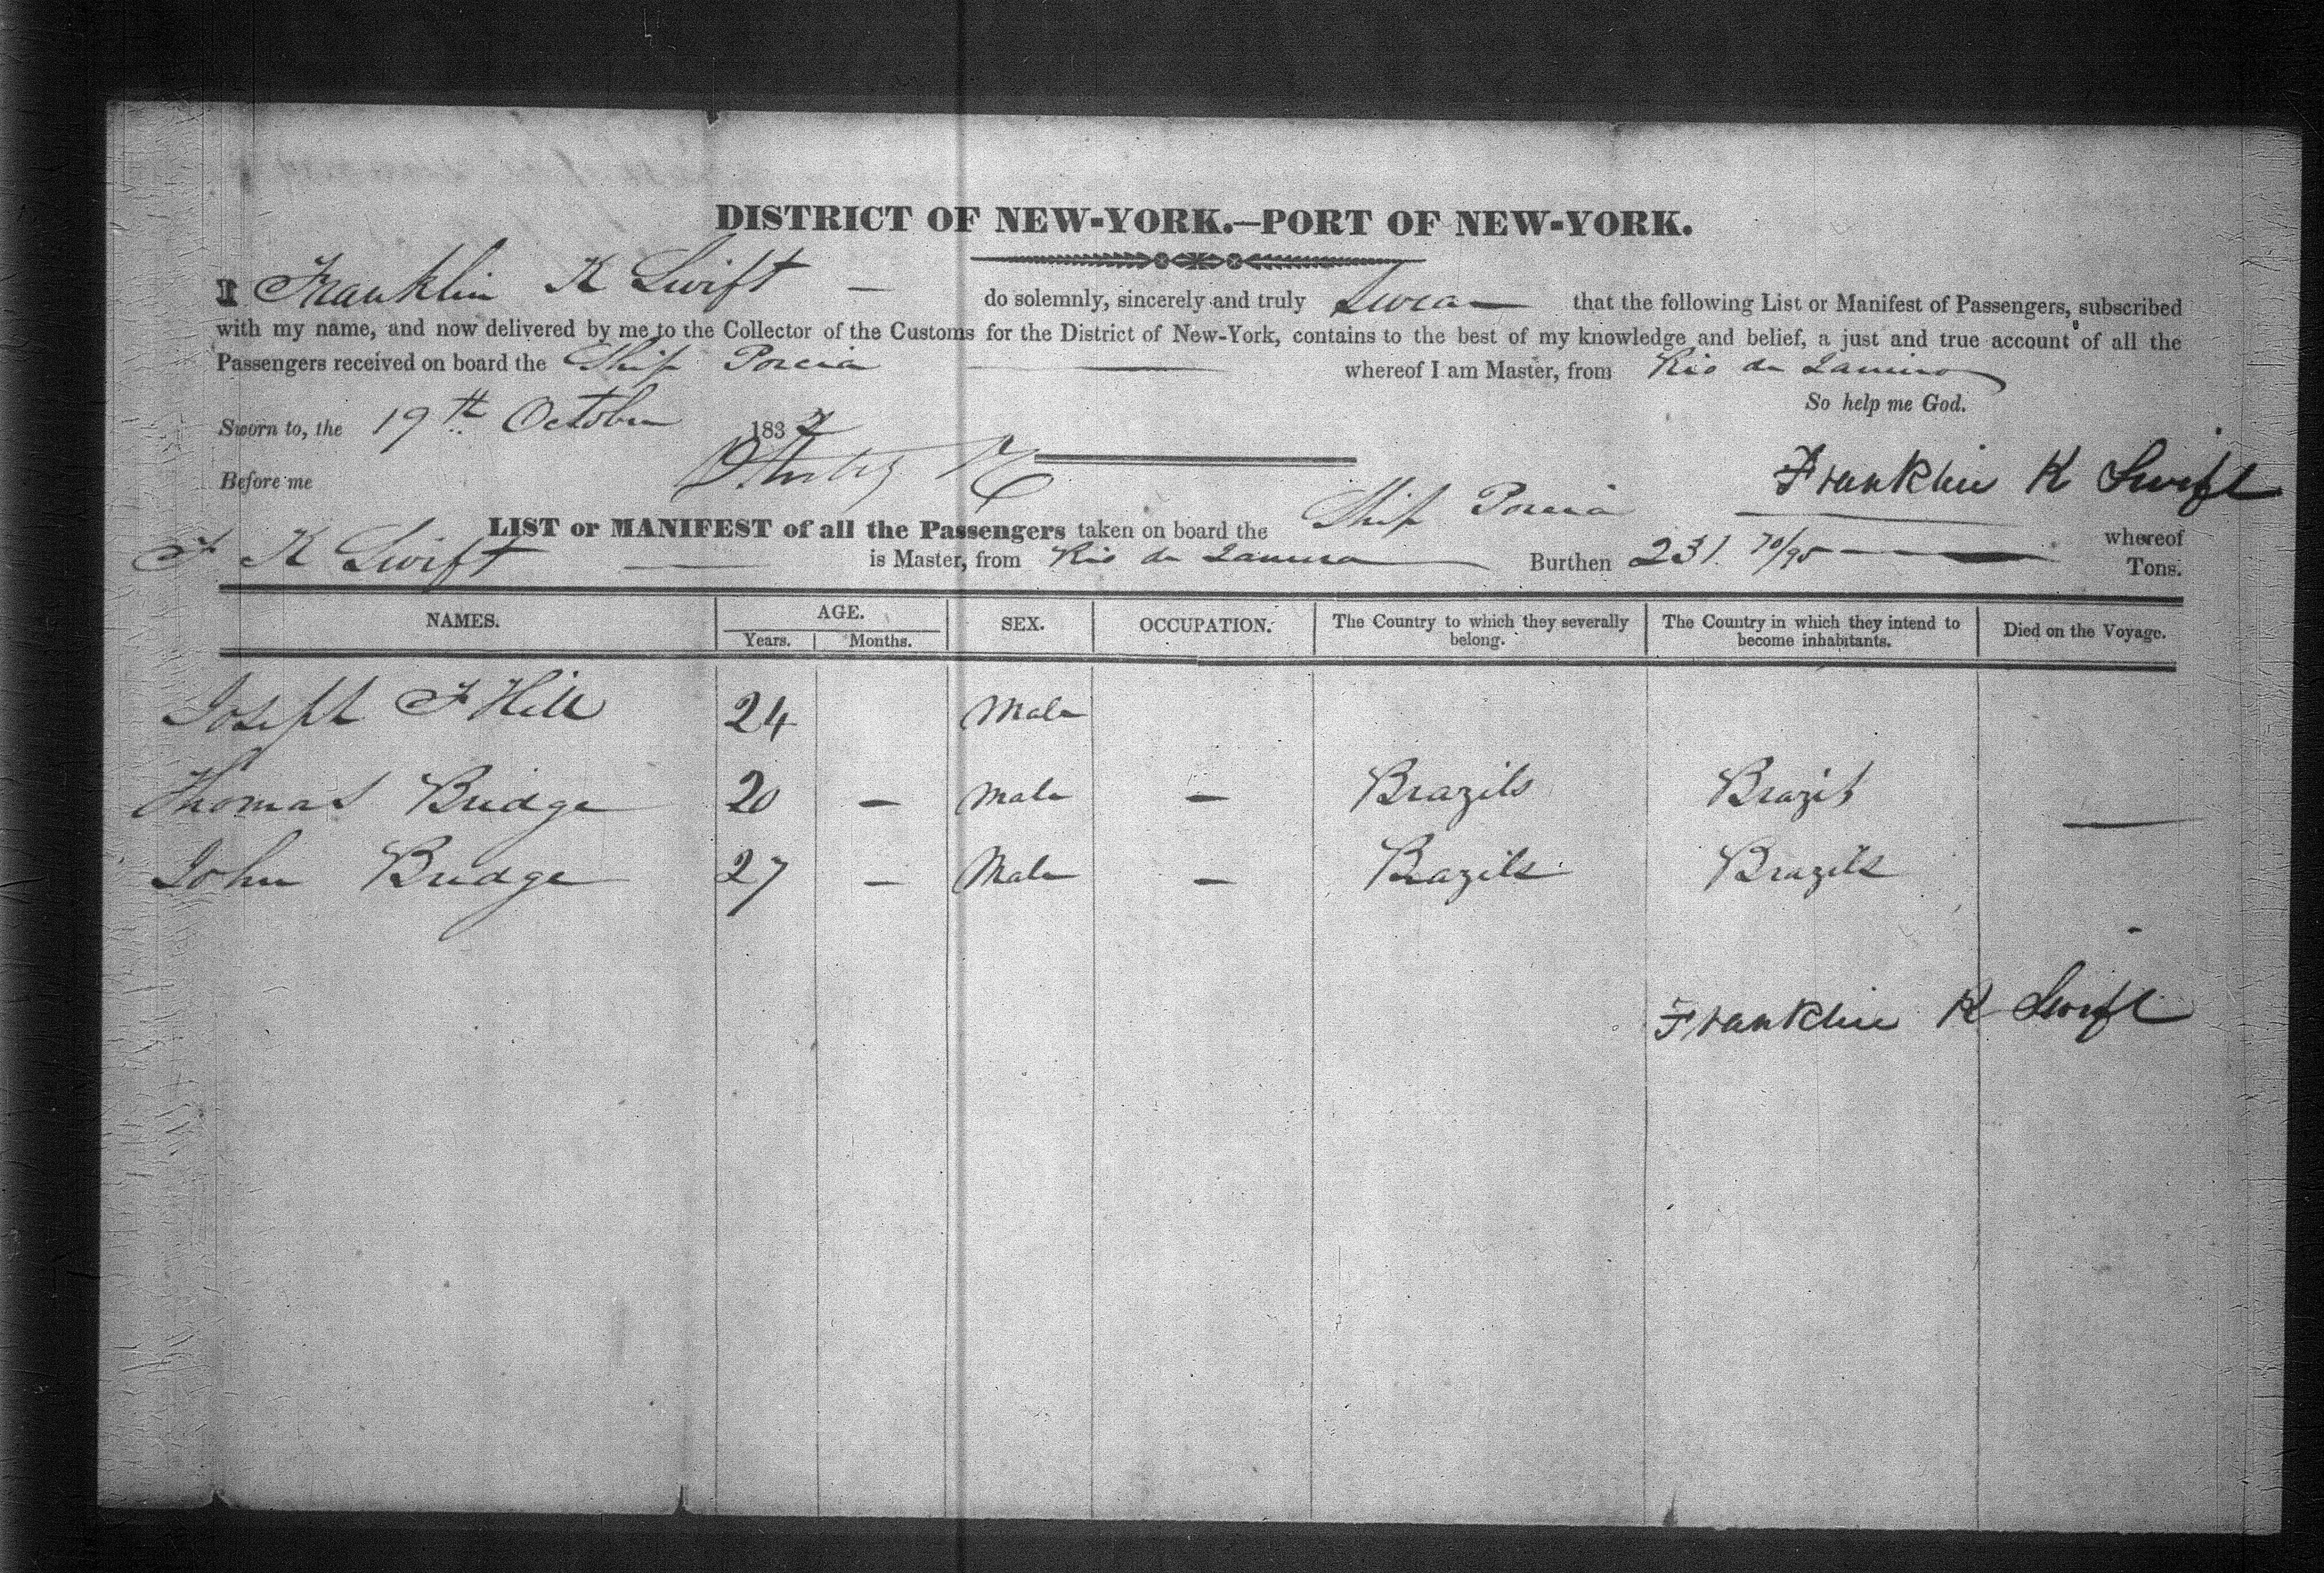 DISTRICT OF NEW-YORK.—PORT OF NEW-YORK.
I Franklin K Swift — do solemnly, sincerely and truly Swear that the following List or Manifest of Passengers, subscribed
with my name, and now delivered by me to the Collector of the Customs for the District of New-York, contains to the best of my knowledge and belief, a just and true account of all the
Passengers received on board the Ship Porcia whereof I am Master, from Rio de Janeiro
So help me God.
Sworn to, the 19th October 1837
Before me
Franklin K Swift
LIST or MANIFEST of all the Passengers taken on board the Ship Porcia whereof
F K Swift is Master, from Rio de Janeiro Burthen 231 70/95 Tons.
NAMES. AGE. SEX. OCCUPATION. The Country to which they severally belong. The Country in which they intend to become inhabitants. Died on the Voyage.
Years. Months.
Joseph F Hill 24 Male
Thomas Bridge 20 — Male — Brazils Brazils —
John Bridge 27 — Male — Brazils Brazils
Franklin K Swift